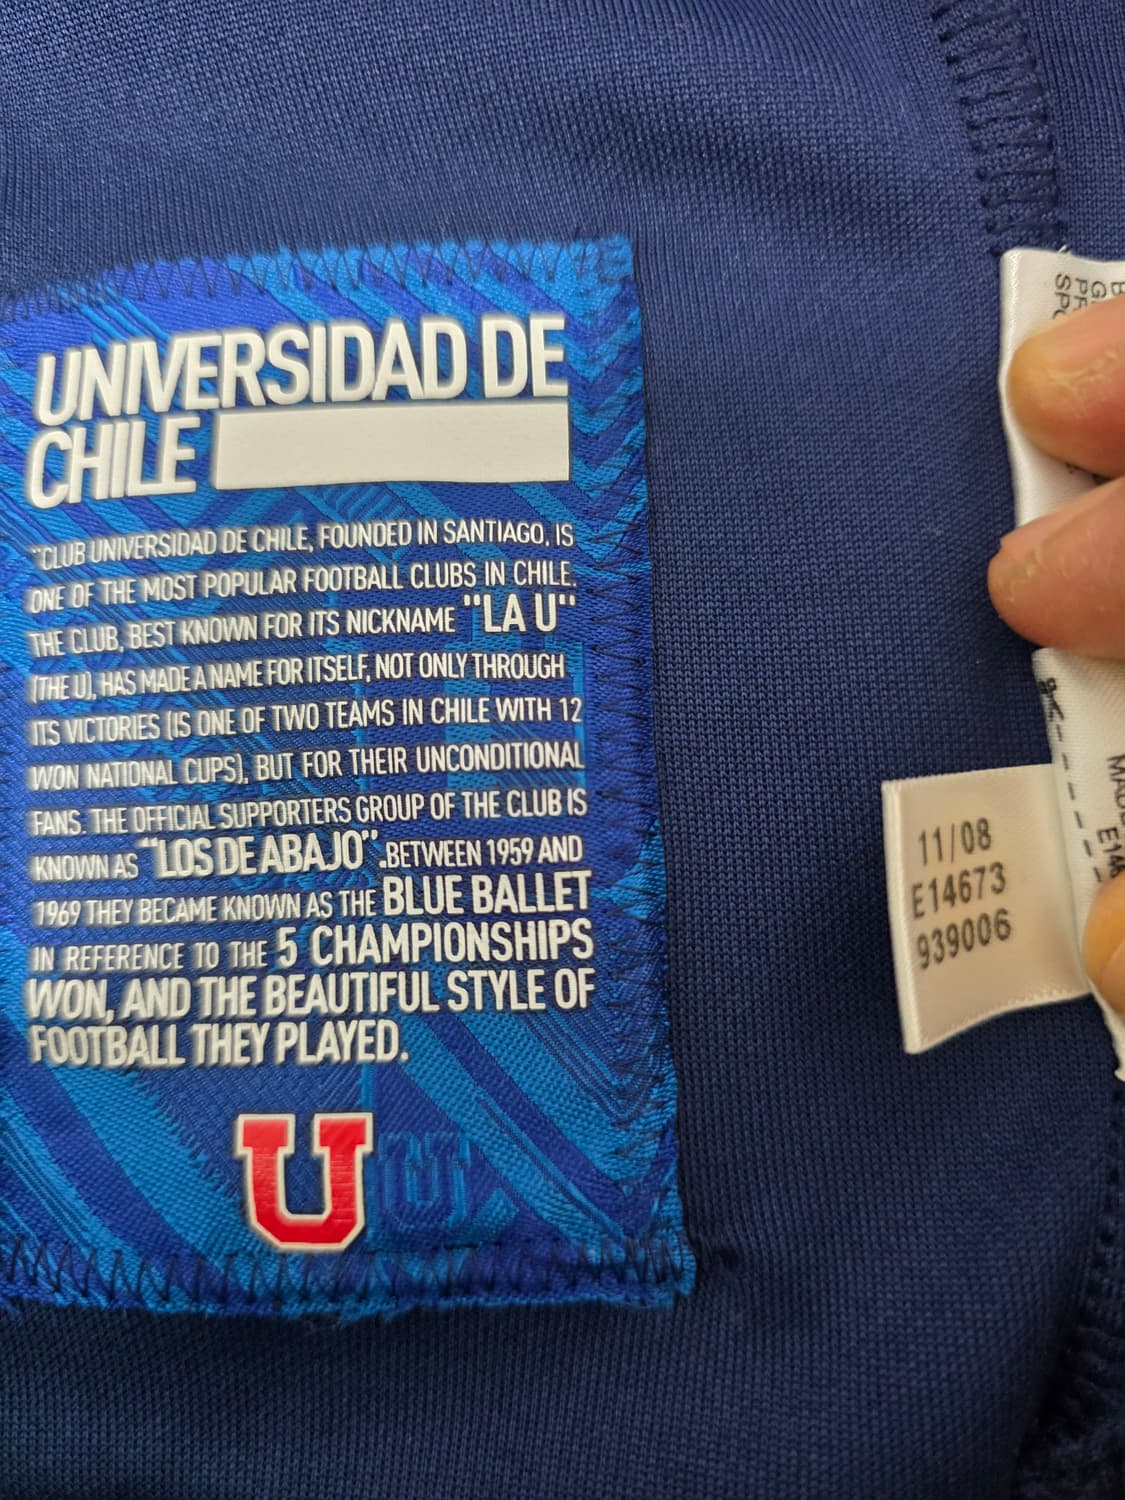 UNIVERSIDAD DE
CHILE
"CLUB UNIVERSIDAD DE CHILE, FOUNDED IN SANTIAGO, IS
ONE OF THE MOST POPULAR FOOTBALL CLUBS IN CHILE.
THE CLUB, BEST KNOWN FOR ITS NICKNAME "LA U"
(THE U), HAS MADE A NAME FOR ITSELF, NOT ONLY THROUGH
ITS VICTORIES (IS ONE OF TWO TEAMS IN CHILE WITH 12
WON NATIONAL CUPS), BUT FOR THEIR UNCONDITIONAL
FANS. THE OFFICIAL SUPPORTERS GROUP OF THE CLUB IS
KNOWN AS "LOS DE ABAJO".BETWEEN 1959 AND
1969 THEY BECAME KNOWN AS THE BLUE BALLET
IN REFERENCE TO THE 5 CHAMPIONSHIPS
WON, AND THE BEAUTIFUL STYLE OF
FOOTBALL THEY PLAYED.
U
11/08
E14673
939006